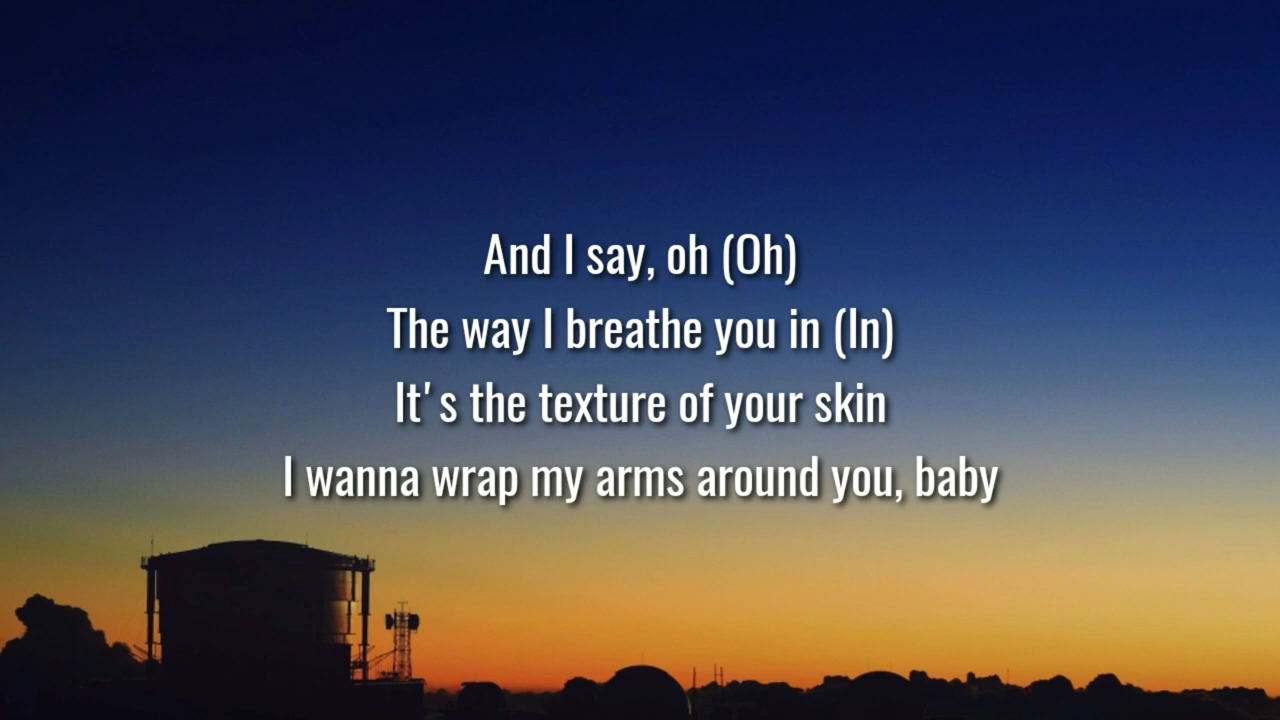 And I say, oh (Oh)
The way I breathe you in (In)
It's the texture of your skin
I wanna wrap my arms around you, baby